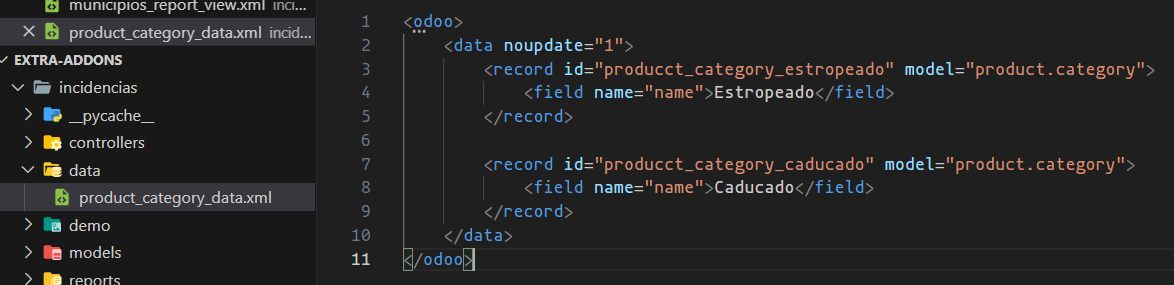 municipios_report_view.xml incid...
product_category_data.xml incid...
EXTRA-ADDONS
incidencias
__pycache__
controllers
data
product_category_data.xml
demo
models
reports
1 <odoo>
2 <data noupdate="1">
3 <record id="producct_category_estropeado" model="product.category">
4 <field name="name">Estropeado</field>
5 </record>
6
7 <record id="producct_category_caducado" model="product.category">
8 <field name="name">Caducado</field>
9 </record>
10 </data>
11 </odoo>